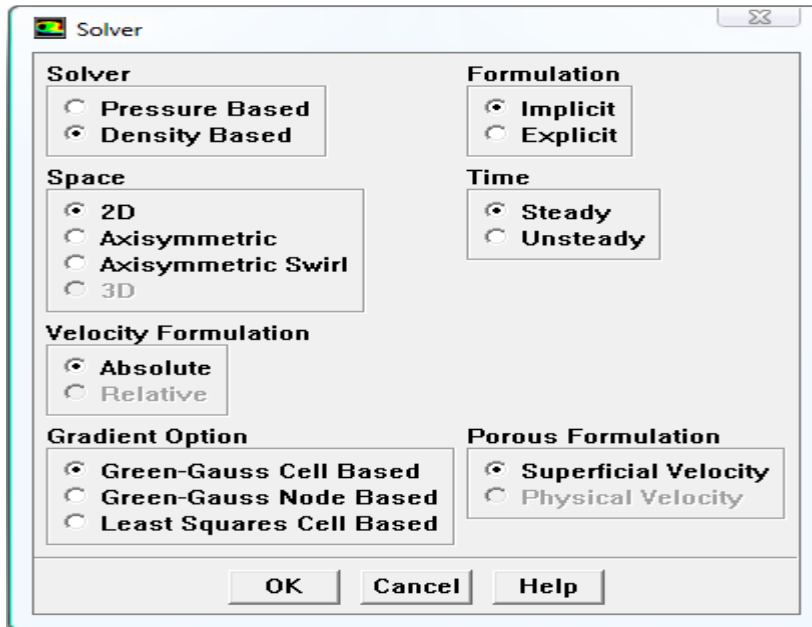 Solver
Solver
Pressure Based
Density Based
Formulation
Implicit
Explicit
Space
2D
Axisymmetric
Axisymmetric Swirl
3D
Time
Steady
Unsteady
Velocity Formulation
Absolute
Relative
Gradient Option
Green-Gauss Cell Based
Green-Gauss Node Based
Least Squares Cell Based
Porous Formulation
Superficial Velocity
Physical Velocity
OK Cancel Help